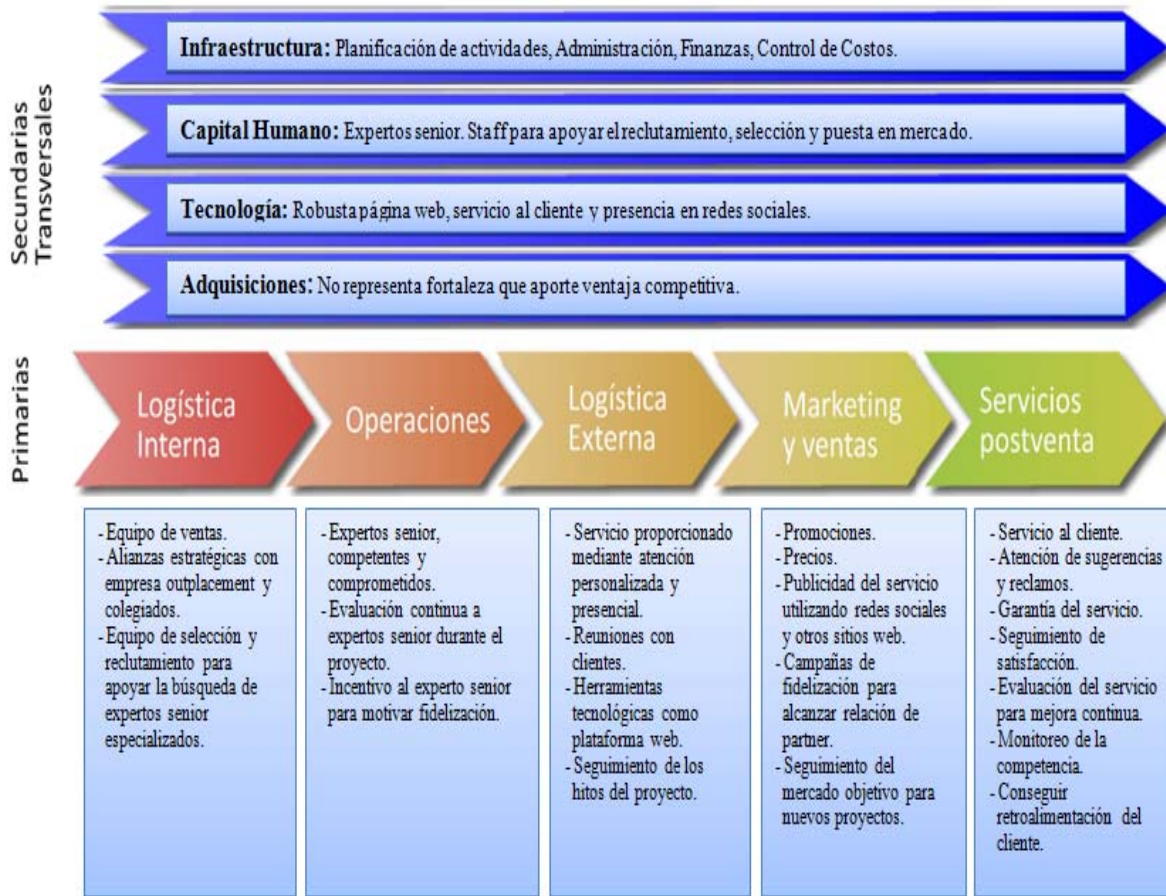 Secundarias
Transversales
Infraestructura: Planificación de actividades, Administración, Finanzas, Control de Costos.
Capital Humano: Expertos senior. Staff para apoyar el reclutamiento, selección y puesta en mercado.
Tecnología: Robusta página web, servicio al cliente y presencia en redes sociales.
Adquisiciones: No representa fortaleza que aporte ventaja competitiva.
Primarias
Logística
Interna
Operaciones
Logística
Externa
Marketing
y ventas
Servicios
postventa
- Equipo de ventas.
- Alianzas estratégicas con
empresa outplacement y
colegiados.
- Equipo de selección y
reclutamiento para
apoyar la búsqueda de
expertos senior
especializados.
- Expertos senior,
competentes y
comprometidos.
- Evaluación continua a
expertos senior durante el
proyecto.
- Incentivo al experto senior
para motivar fidelización.
- Servicio proporcionado
mediante atención
personalizada y
presencial.
- Reuniones con
clientes.
- Herramientas
tecnológicas como
plataforma web.
- Seguimiento de los
hitos del proyecto.
- Promociones.
- Precios.
- Publicidad del servicio
utilizando redes sociales
y otros sitios web.
- Campañas de
fidelización para
alcanzar relación de
partner.
- Seguimiento del
mercado objetivo para
nuevos proyectos.
- Servicio al cliente.
- Atención de sugerencias
y reclamos.
- Garantía del servicio.
- Seguimiento de
satisfacción.
- Evaluación del servicio
para mejora continua.
- Monitoreo de la
competencia.
- Conseguir
retroalimentación del
cliente.